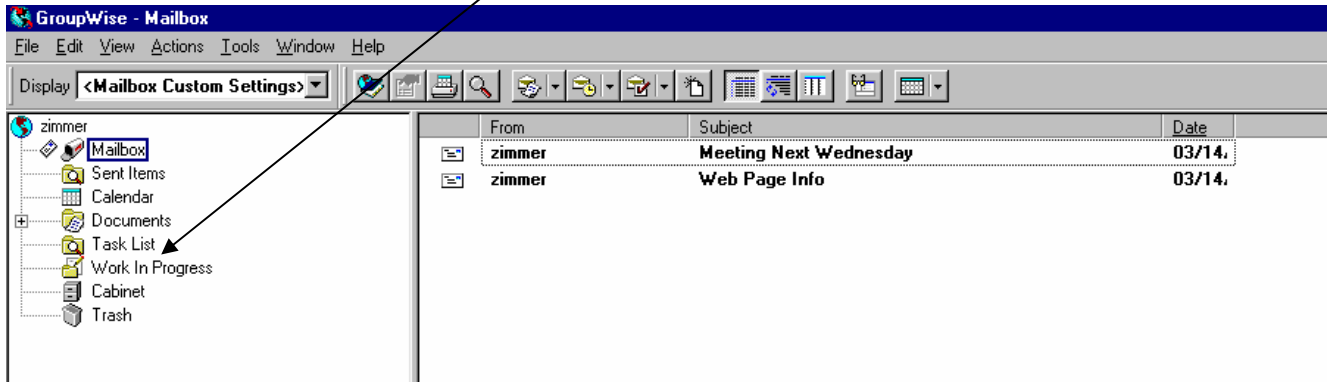 GroupWise - Mailbox
File Edit View Actions Tools Window Help
Display <Mailbox Custom Settings>
zimmer
Mailbox
Sent Items
Calendar
Documents
Task List
Work In Progress
Cabinet
Trash
From Subject Date
zimmer Meeting Next Wednesday 03/14/
zimmer Web Page Info 03/14/